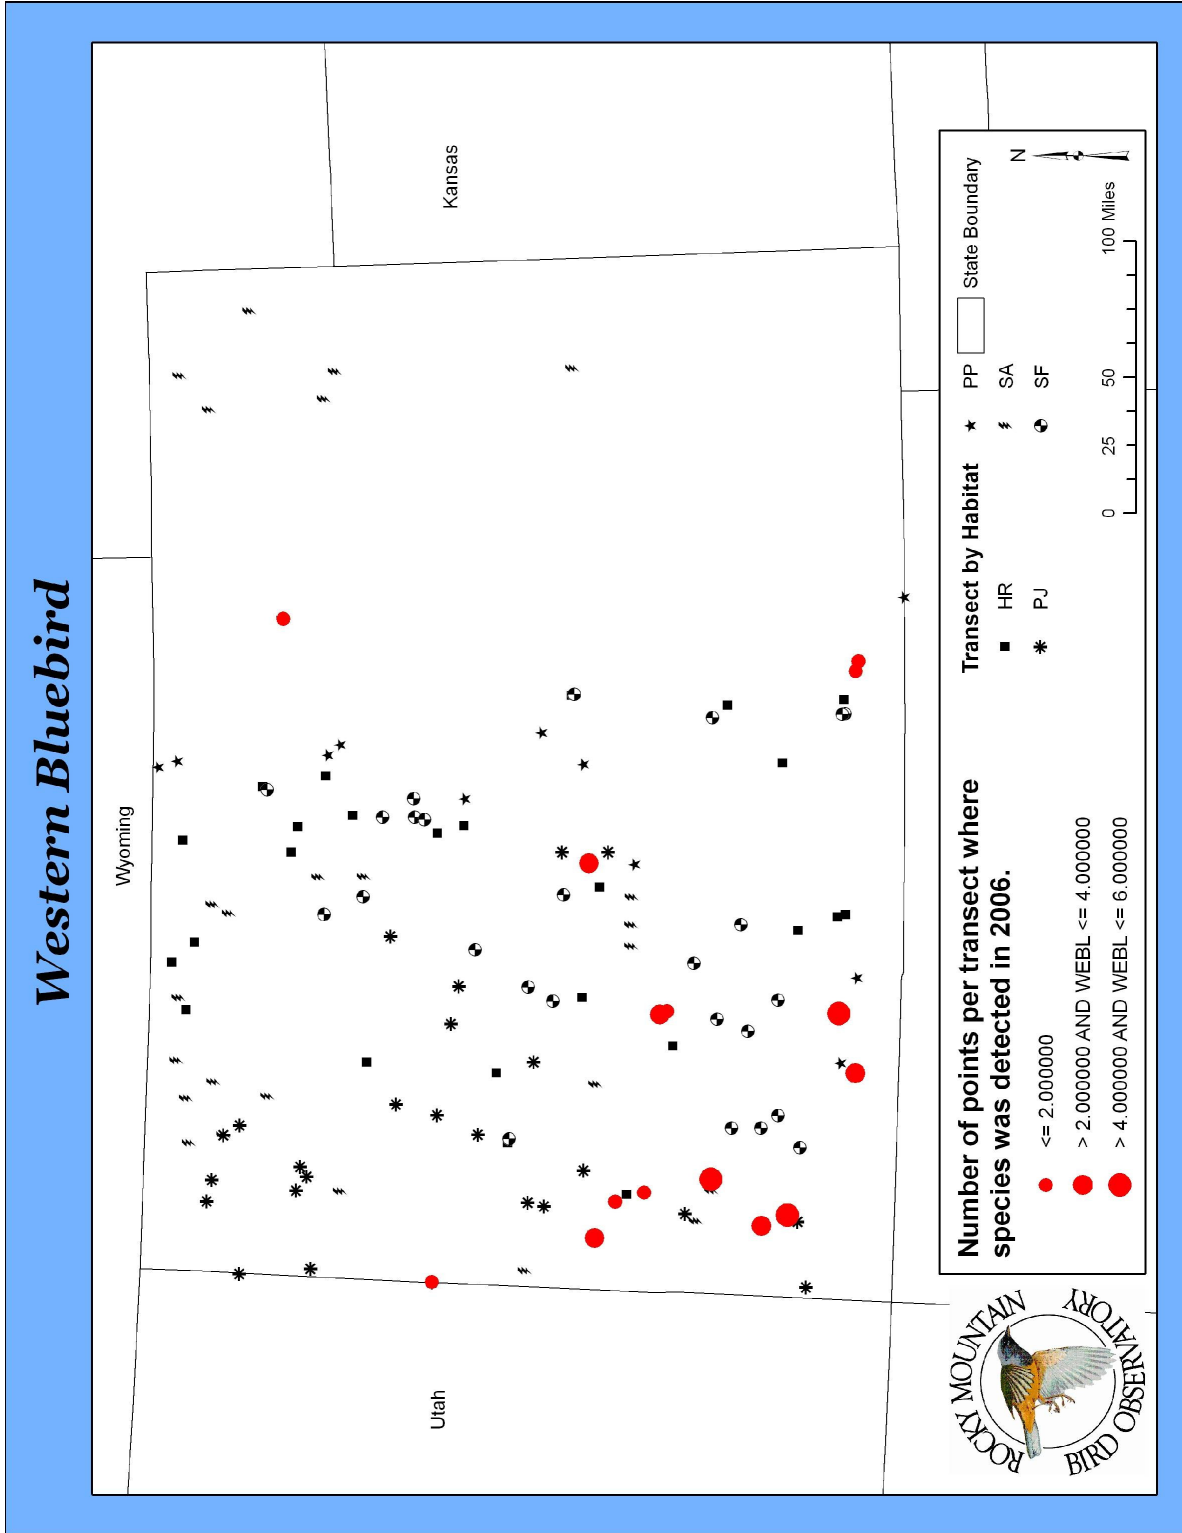 Western Bluebird
Wyoming
Kansas
Utah
Number of points per transect where
species was detected in 2006.
<= 2.000000
> 2.000000 AND WEBL <= 4.000000
> 4.000000 AND WEBL <= 6.000000
Transect by Habitat
HR
PJ
PP
SA
SF
State Boundary
N
0 25 50 100 Miles
ROCKY MOUNTAIN
BIRD OBSERVATORY